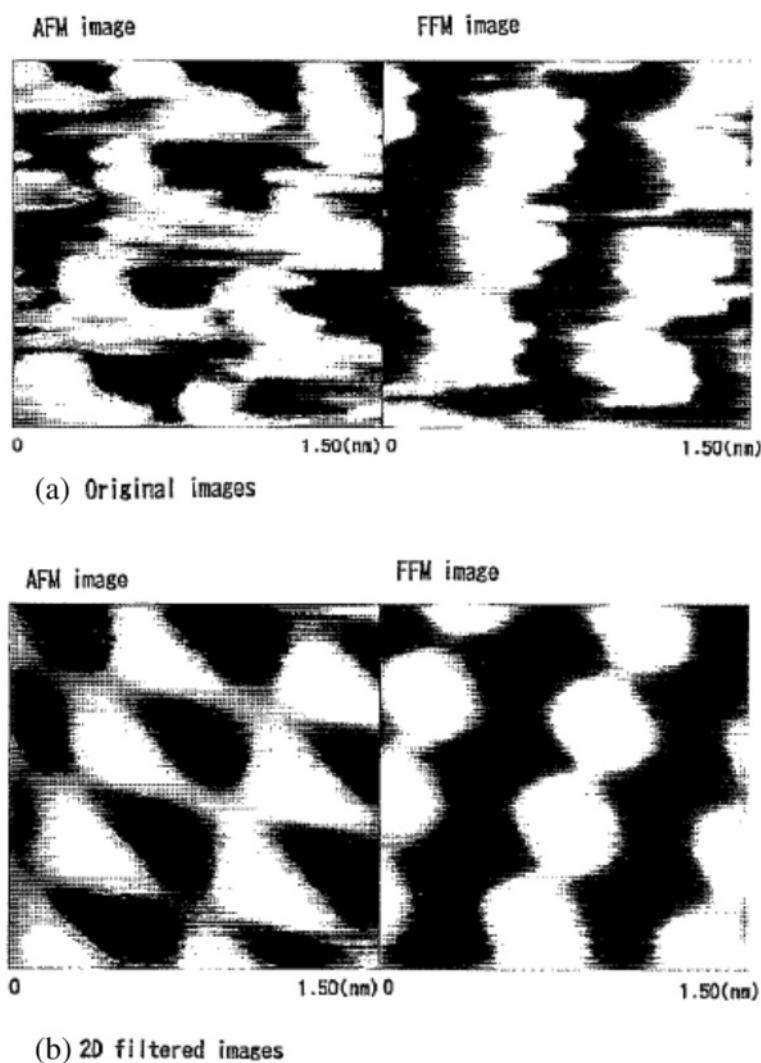 AFM image FFM image
0 1.50(nm) 0 1.50(nm)
(a) Original images
AFM image FFM image
0 1.50(nm) 0 1.50(nm)
(b) 2D filtered images